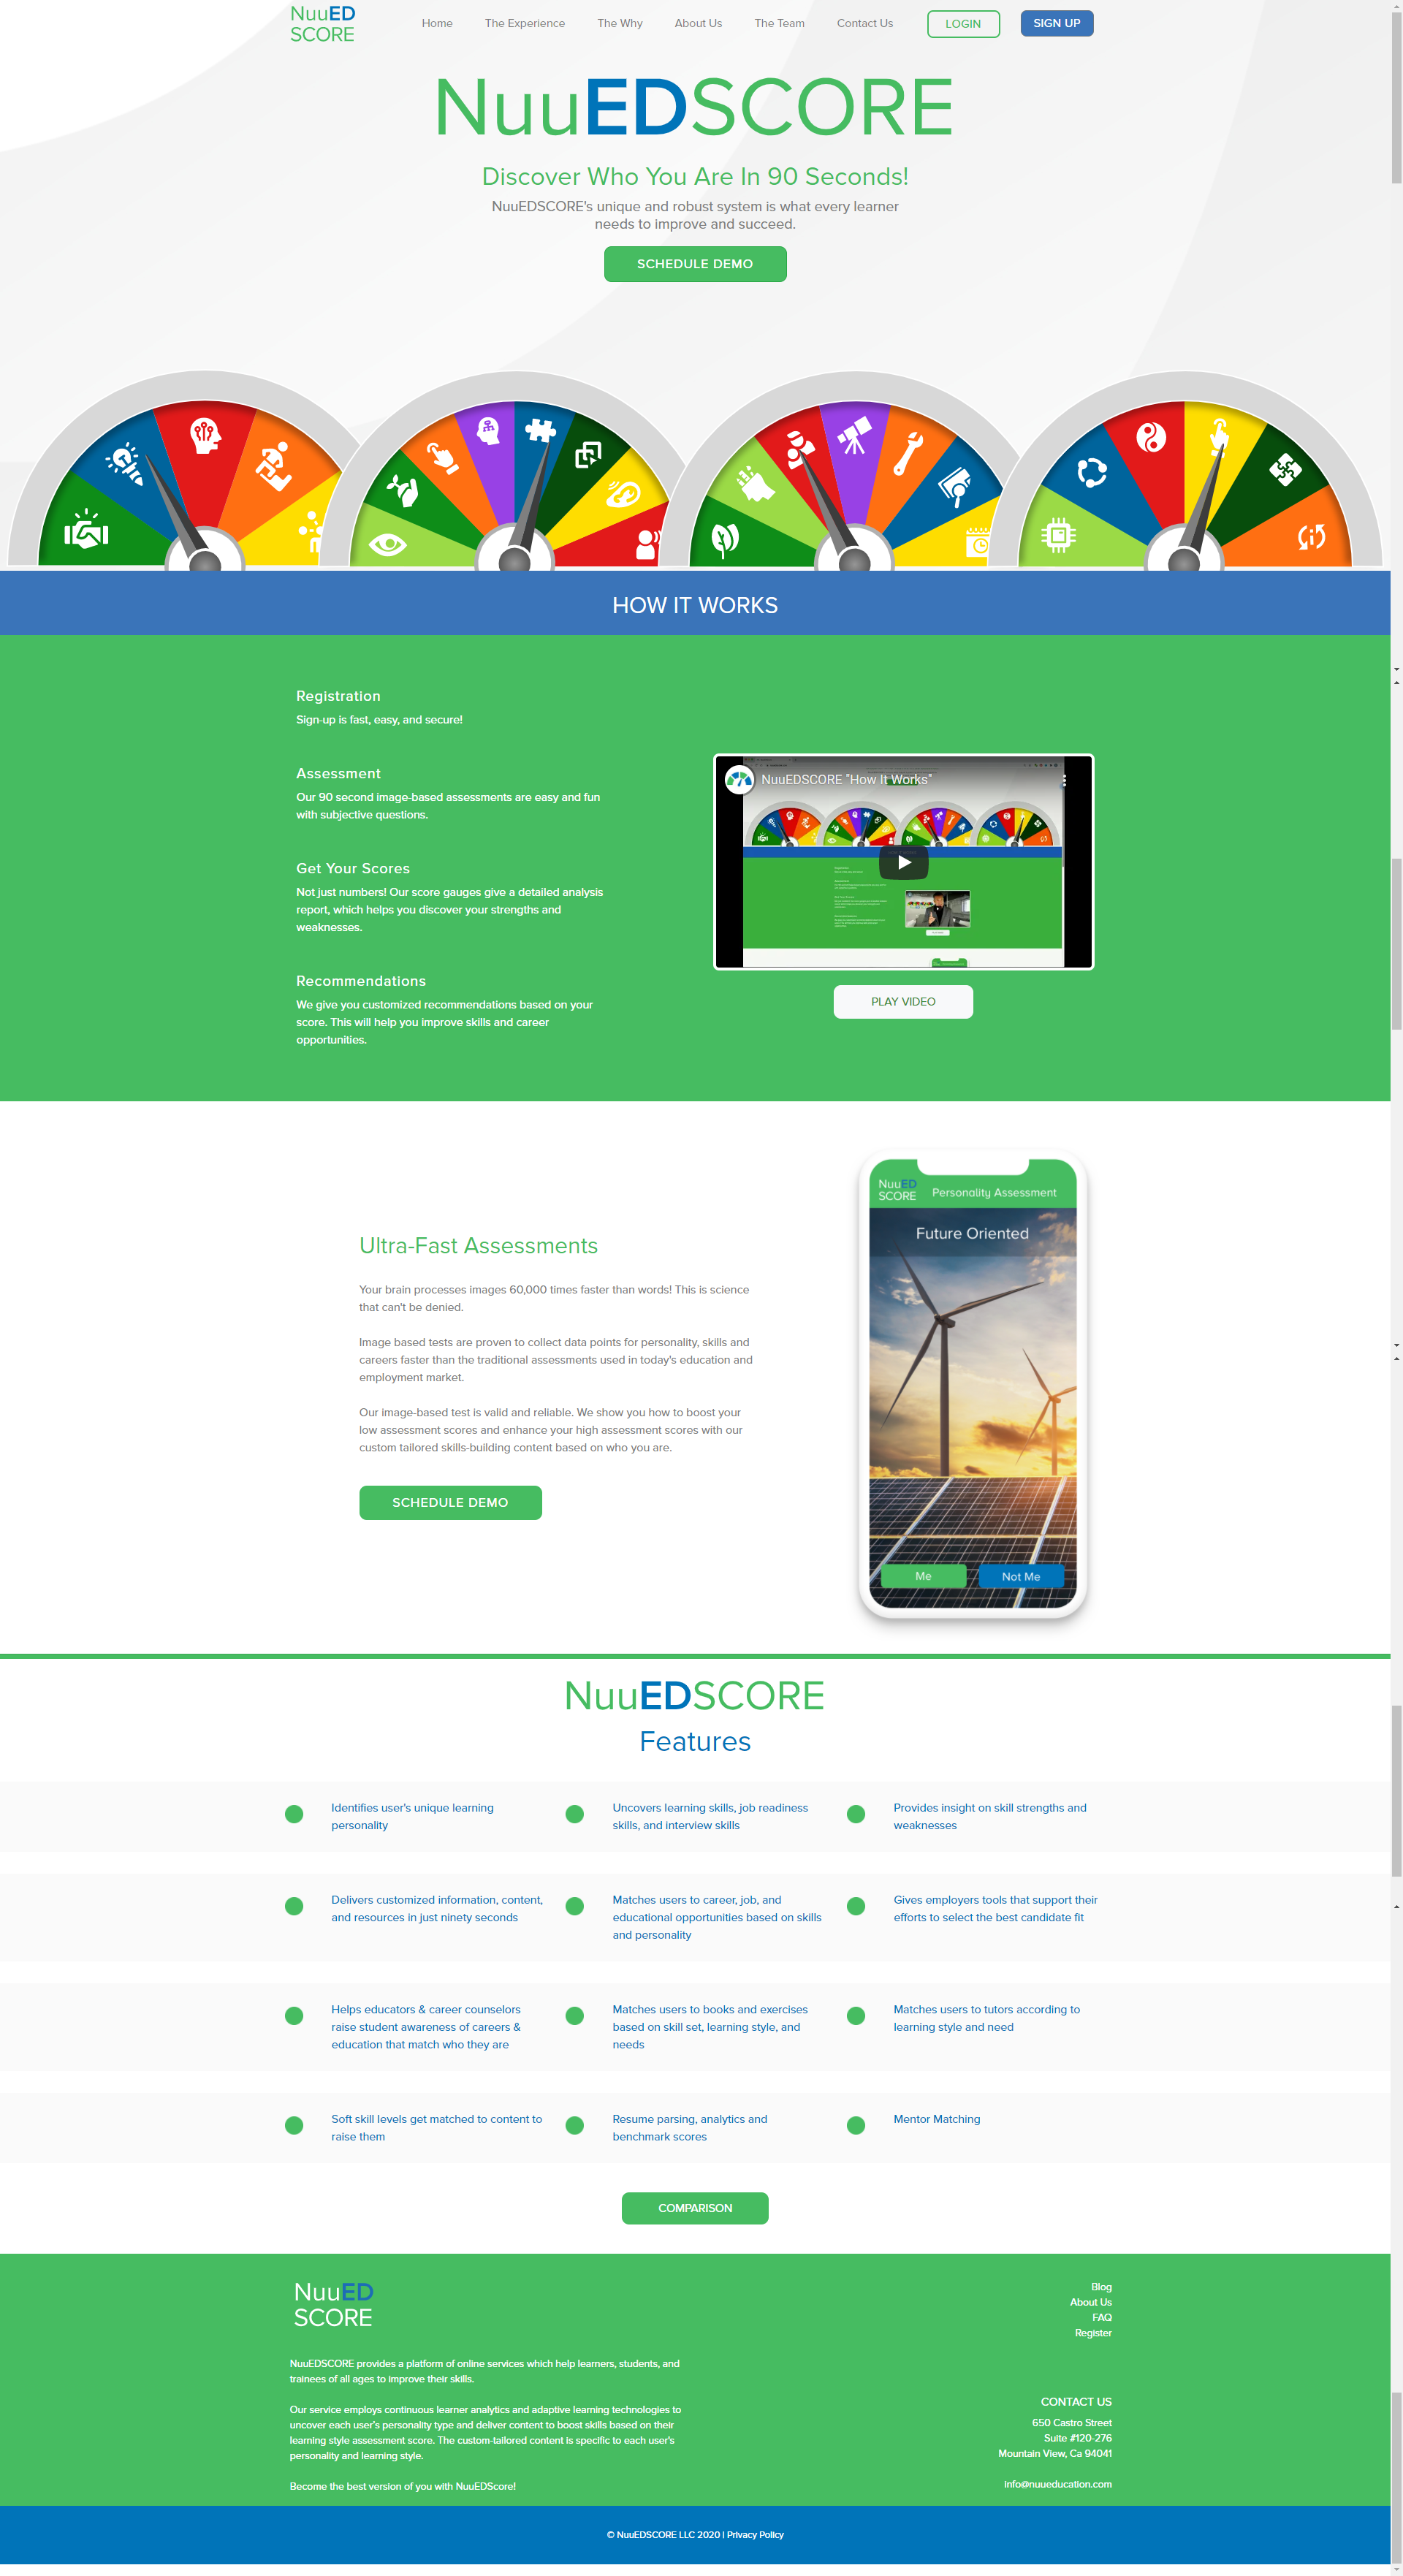 NuuED
SCORE
Home The Experience The Why About Us The Team Contact Us LOGIN SIGN UP
NuuEDSCORE
Discover Who You Are In 90 Seconds!
NuuEDSCORE's unique and robust system is what every learner
needs to improve and succeed.
SCHEDULE DEMO
HOW IT WORKS
Registration
Sign-up is fast, easy, and secure!
Assessment
Our 90 second image-based assessments are easy and fun
with subjective questions.
Get Your Scores
Not just numbers! Our score gauges give a detailed analysis
report, which helps you discover your strengths and
weaknesses.
Recommendations
We give you customized recommendations based on your
score. This will help you improve skills and career
opportunities.
NuuEDSCORE "How It Works"
PLAY VIDEO
Ultra-Fast Assessments
Your brain processes images 60,000 times faster than words! This is science
that can't be denied.
Image based tests are proven to collect data points for personality, skills and
careers faster than the traditional assessments used in today's education and
employment market.
Our image-based test is valid and reliable. We show you how to boost your
low assessment scores and enhance your high assessment scores with our
custom tailored skills-building content based on who you are.
SCHEDULE DEMO
NuuED
SCORE
Personality Assessment
Future Oriented
Me Not Me
NuuEDSCORE
Features
Identifies user's unique learning
personality
Uncovers learning skills, job readiness
skills, and interview skills
Provides insight on skill strengths and
weaknesses
Delivers customized information, content,
and resources in just ninety seconds
Matches users to career, job, and
educational opportunities based on skills
and personality
Gives employers tools that support their
efforts to select the best candidate fit
Helps educators & career counselors
raise student awareness of careers &
education that match who they are
Matches users to books and exercises
based on skill set, learning style, and
needs
Matches users to tutors according to
learning style and need
Soft skill levels get matched to content to
raise them
Resume parsing, analytics and
benchmark scores
Mentor Matching
COMPARISON
NuuED
SCORE
NuuEDSCORE provides a platform of online services which help learners, students, and
trainees of all ages to improve their skills.
Our service employs continuous learner analytics and adaptive learning technologies to
uncover each user's personality type and deliver content to boost skills based on their
learning style assessment score. The custom-tailored content is specific to each user's
personality and learning style.
Become the best version of you with NuuEDScore!
Blog
About Us
FAQ
Register
CONTACT US
650 Castro Street
Suite #120-276
Mountain View, Ca 94041
info@nuueducation.com
© NuuEDSCORE LLC 2020 | Privacy Policy